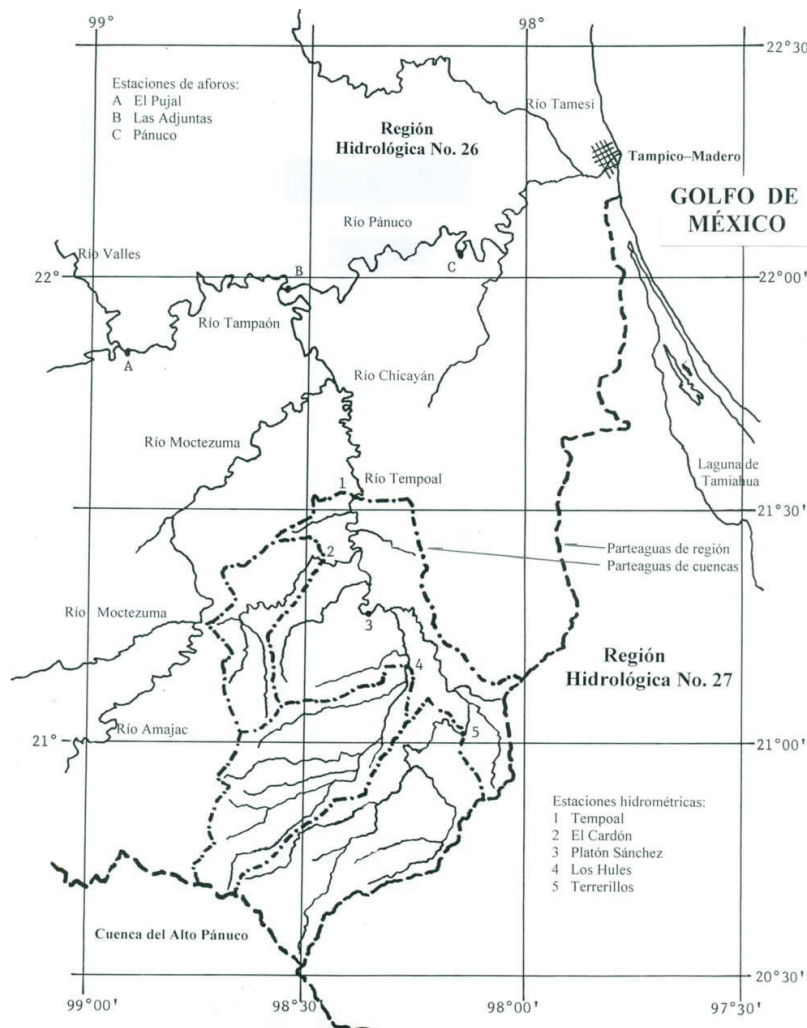 99°
98°
22°30'
Estaciones de aforos:
A El Pujal
B Las Adjuntas
C Pánuco
Río Tamesí
Región
Hidrológica No. 26
Tampico–Madero
GOLFO DE
MÉXICO
Río Pánuco
Río Valles
B
C
22°
22°00'
Río Tampaón
A
Río Chicayán
Río Moctezuma
Río Tempoal
1
Laguna de
Tamiahua
21°30'
Parteaguas de región
Parteaguas de cuencas
2
Río Moctezuma
3
4
Región
Hidrológica No. 27
Río Amajac
5
21°
21°00'
Estaciones hidrométricas:
1 Tempoal
2 El Cardón
3 Platón Sánchez
4 Los Hules
5 Terrerillos
Cuenca del Alto Pánuco
20°30'
99°00'
98°30'
98°00'
97°30'